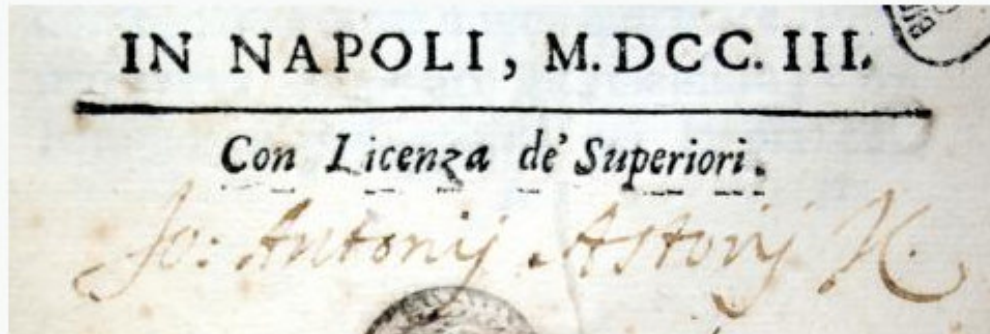 IN NAPOLI, M.DCC.III.
Con Licenza de' Superiori.
Jo: Antonij Astorij